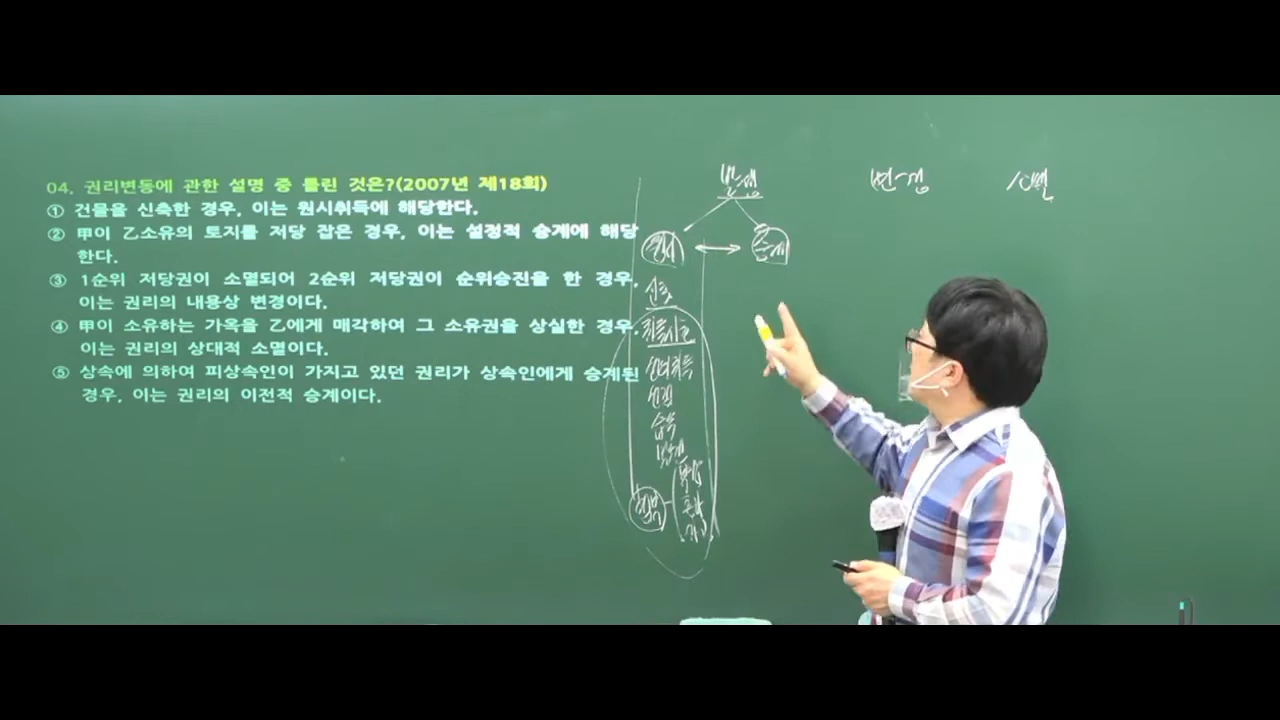 04. 권리변동에 관한 설명 중 틀린 것은?(2007년 제18회)
① 건물을 신축한 경우, 이는 원시취득에 해당한다.
② 甲이 乙소유의 토지를 저당 잡은 경우, 이는 설정적 승계에 해당
한다.
③ 1순위 저당권이 소멸되어 2순위 저당권이 순위승진을 한 경우,
이는 권리의 내용상 변경이다.
④ 甲이 소유하는 가옥을 乙에게 매각하여 그 소유권을 상실한 경우,
이는 권리의 상대적 소멸이다.
⑤ 상속에 의하여 피상속인이 가지고 있던 권리가 상속인에게 승계된
경우, 이는 권리의 이전적 승계이다.
발생 변경 소멸
원시 승계
신축
취득시효
선의취득
선점
습득
발견